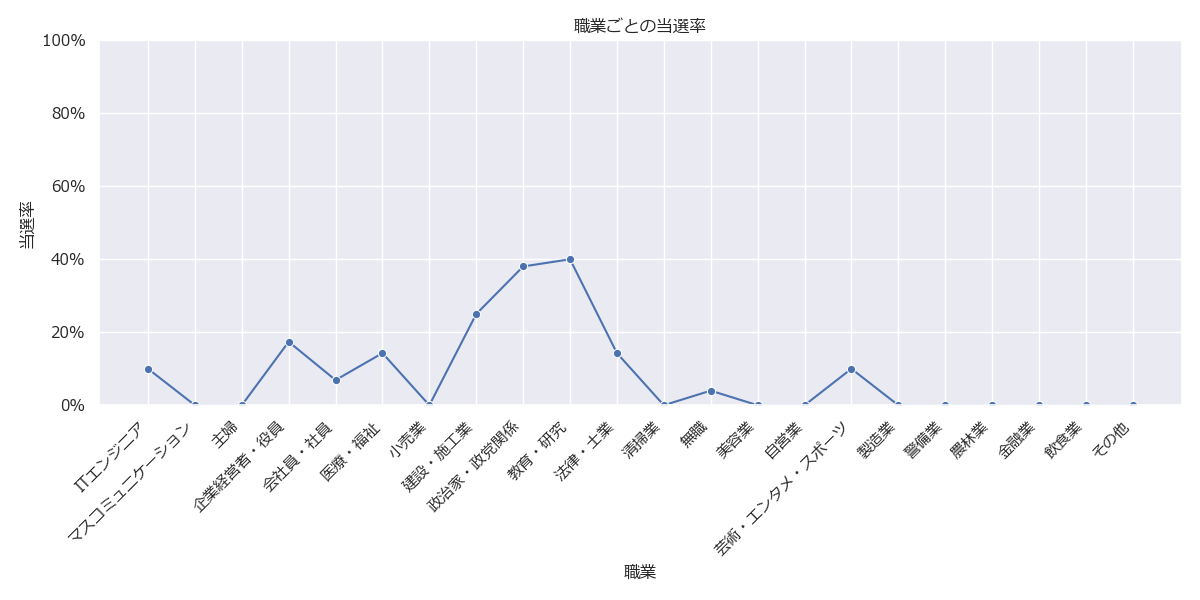 職業ごとの当選率
100%
80%
60%
40%
20%
0%
当選率
ITエンジニア
マスコミュニケーション
主婦
企業経営者・役員
会社員・社員
医療・福祉
小売業
建設・施工業
政治家・政党関係
教育・研究
法律・士業
清掃業
無職
美容業
自営業
芸術・エンタメ・スポーツ
製造業
警備業
農林業
金融業
飲食業
その他
職業